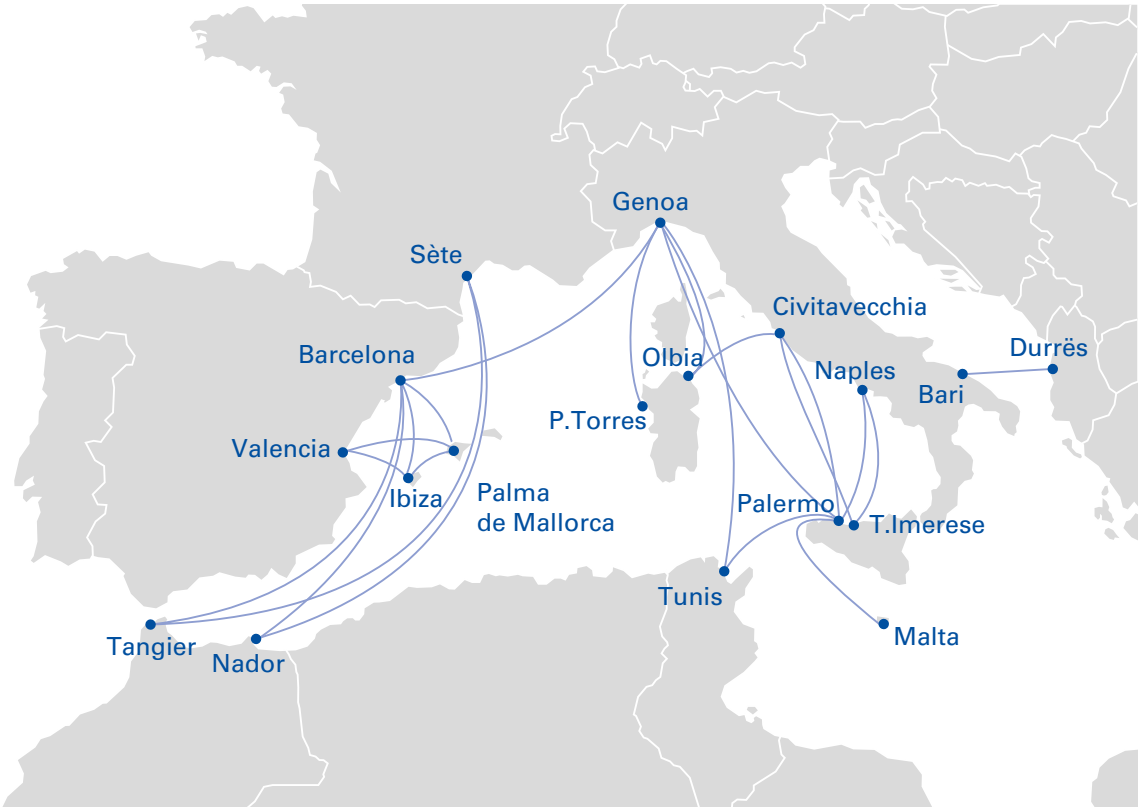 Genoa
Sète
Civitavecchia
Barcelona
Olbia
Durrës
Naples
Bari
P.Torres
Valencia
Ibiza
Palma
de Mallorca
Palermo
T.Imerese
Tunis
Tangier
Nador
Malta